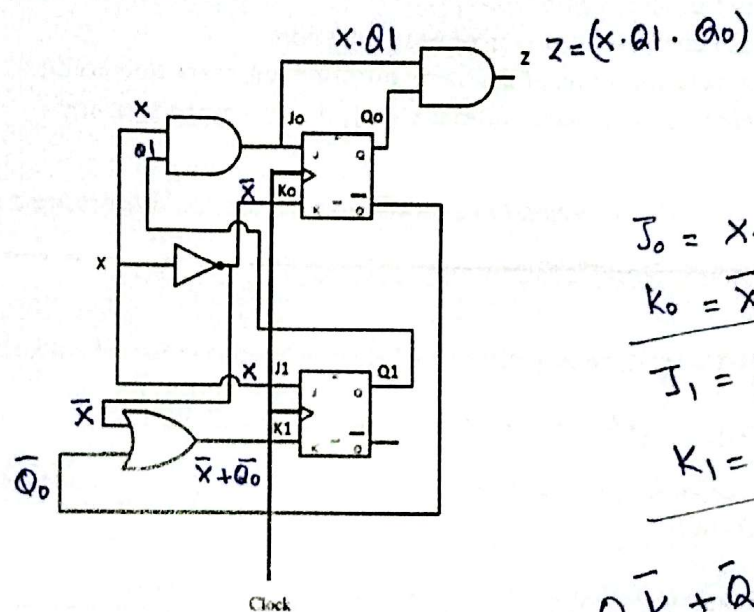 X·Q1
Z Z=(X·Q1·Q0)
X
Q1
J0
Q0
J
Q
X̄
K0
K
Q̄
J0 = X.
X
K0 = X̄
X
J1
Q1
J
Q
J1 =
X̄
K1
K
Q̄
X̄+Q̄0
Q̄0
K1 =
X̄ + Q̄
Clock